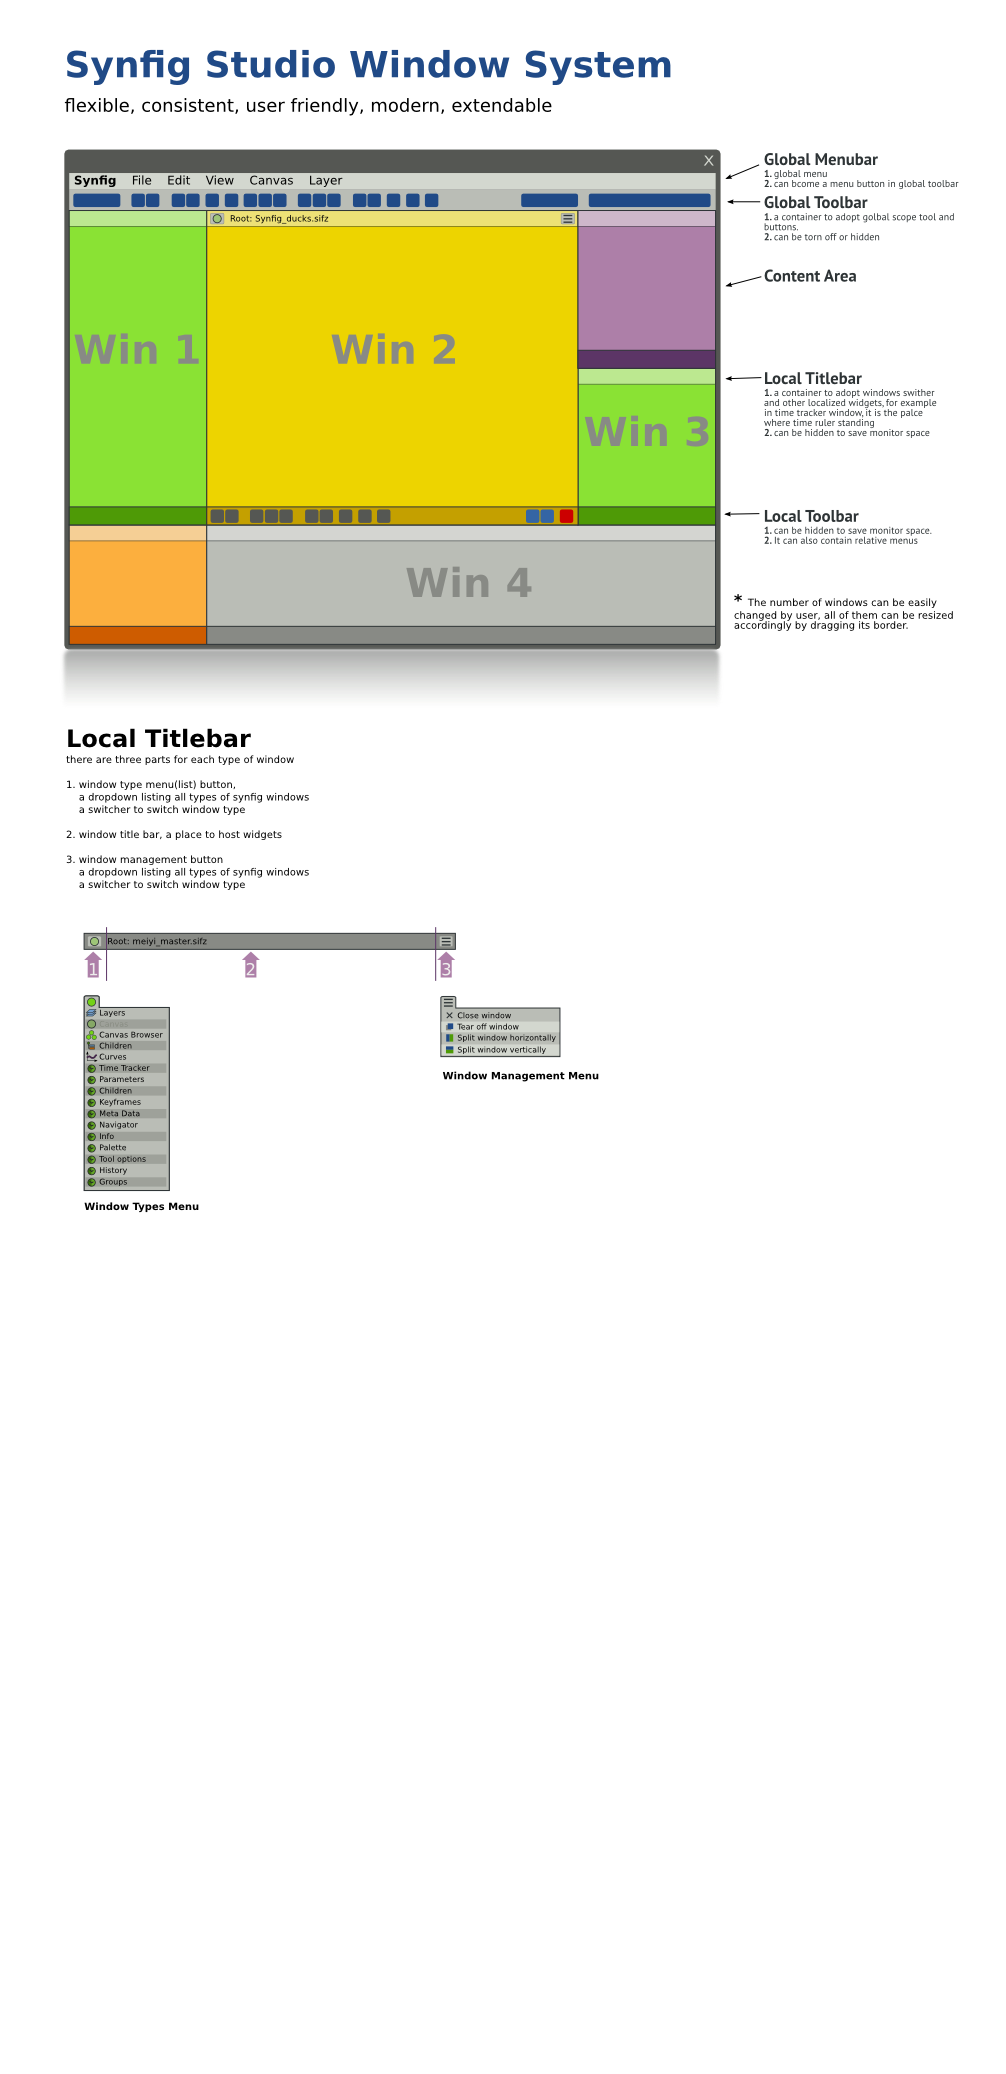 Synfig Studio Window System
flexible, consistent, user friendly, modern, extendable
X
Synfig File Edit View Canvas Layer
Root: Synfig_ducks.sifz
Win 1
Win 2
Win 3
Win 4
Global Menubar
1. global menu
2. can bcome a menu button in global toolbar
Global Toolbar
1. a container to adopt golbal scope tool and
buttons.
2. can be torn off or hidden
Content Area
Local Titlebar
1. a container to adopt windows swither
and other localized widgets, for example
in time tracker window, it is the palce
where time ruler standing
2. can be hidden to save monitor space
Local Toolbar
1. can be hidden to save monitor space.
2. It can also contain relative menus
* The number of windows can be easily
changed by user, all of them can be resized
accordingly by dragging its border.
Local Titlebar
there are three parts for each type of window
1. window type menu(list) button,
a dropdown listing all types of synfig windows
a switcher to switch window type
2. window title bar, a place to host widgets
3. window management button
a dropdown listing all types of synfig windows
a switcher to switch window type
Root: meiyi_master.sifz
1
2
3
Layers
Canvas Browser
Children
Curves
Time Tracker
Parameters
Children
Keyframes
Meta Data
Navigator
Info
Palette
Tool options
History
Groups
Window Types Menu
Close window
Tear off window
Split window horizontally
Split window vertically
Window Management Menu